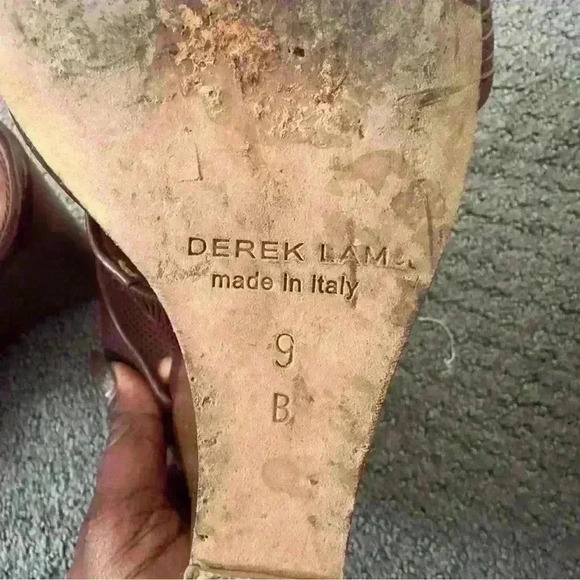 DEREK LAM
made In Italy
9
B